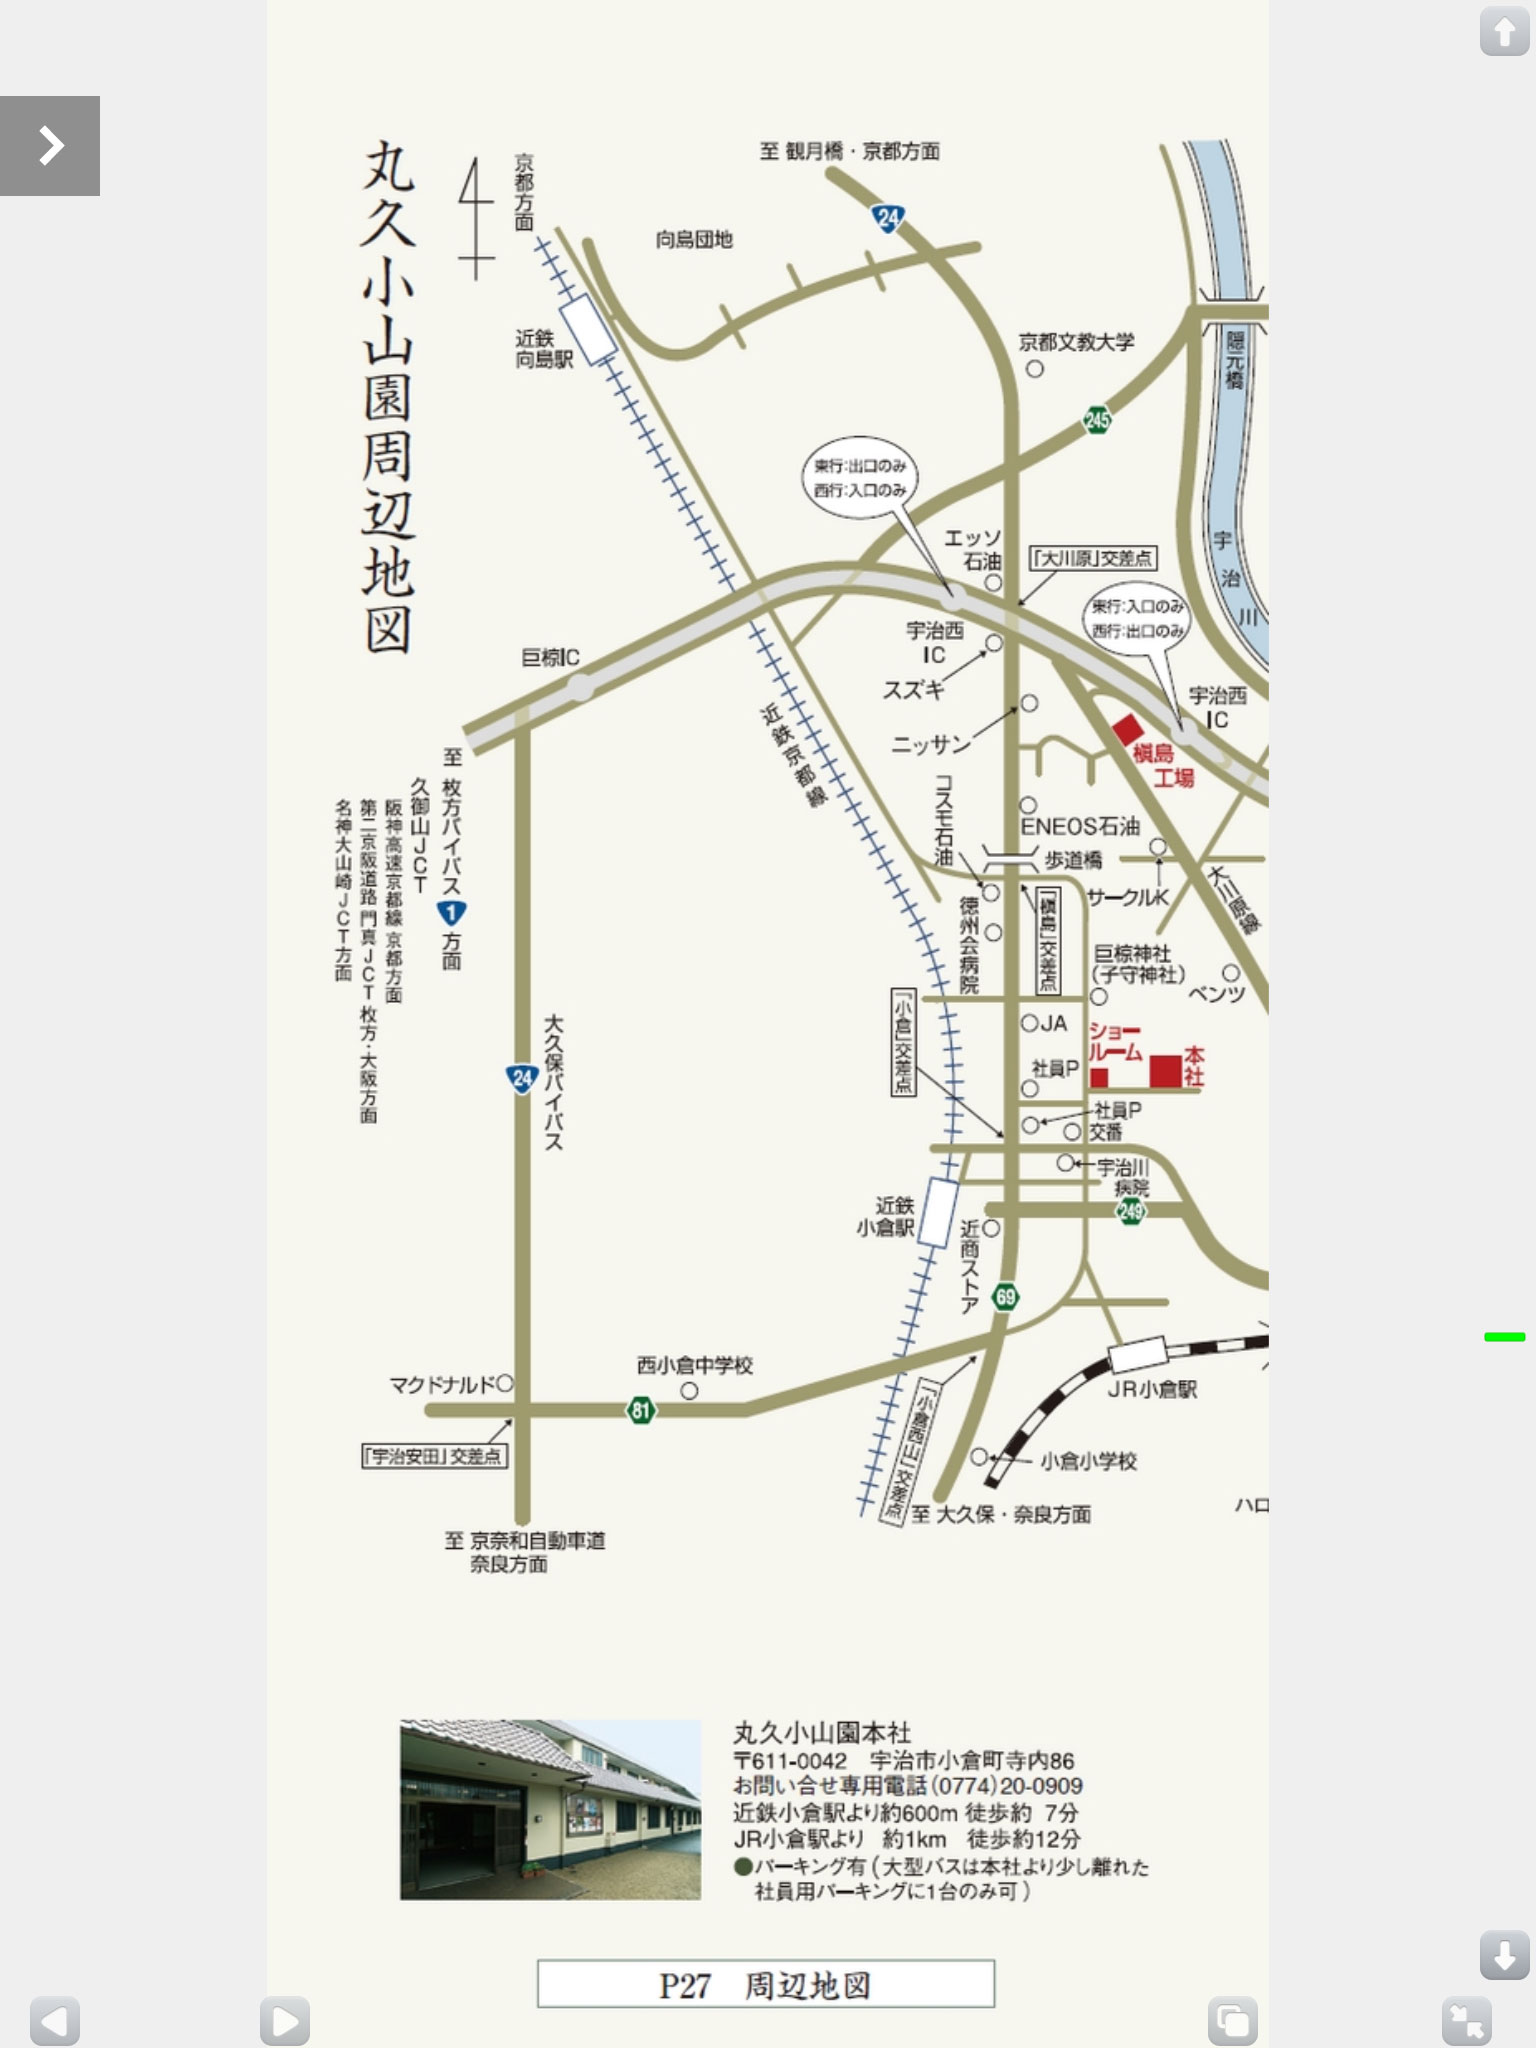 丸久小山園周辺地図
京都方面
至 観月橋・京都方面
24
向島団地
近鉄
向島駅
京都文教大学
245
隠元橋
東行:出口のみ
西行:入口のみ
エッソ
石油
「大川原」交差点
宇治川
東行:入口のみ
西行:出口のみ
宇治西
IC
スズキ
巨椋IC
宇治西
IC
ニッサン
槇島
工場
近鉄京都線
至 枚方バイパス 1 方面
久御山JCT
阪神高速京都線 京都方面
第二京阪道路 門真JCT 枚方・大阪方面
名神大山崎JCT方面
コスモ石油
ENEOS石油
歩道橋
サークルK
大川原線
徳州会病院
「槇島」交差点
巨椋神社
(子守神社)
ベンツ
「小倉」交差点
JA
ショー
ルーム
本社
社員P
24
大久保バイパス
社員P
交番
宇治川
病院
249
近鉄
小倉駅
近商ストア
69
西小倉中学校
マクドナルド
81
「宇治安田」交差点
「小倉西山」交差点
JR小倉駅
小倉小学校
ハロ
至 大久保・奈良方面
至 京奈和自動車道
奈良方面
丸久小山園本社
〒611-0042 宇治市小倉町寺内86
お問い合せ専用電話(0774)20-0909
近鉄小倉駅より約600m 徒歩約 7分
JR小倉駅より 約1km 徒歩約12分
●パーキング有(大型バスは本社より少し離れた
社員用パーキングに1台のみ可)
P27 周辺地図